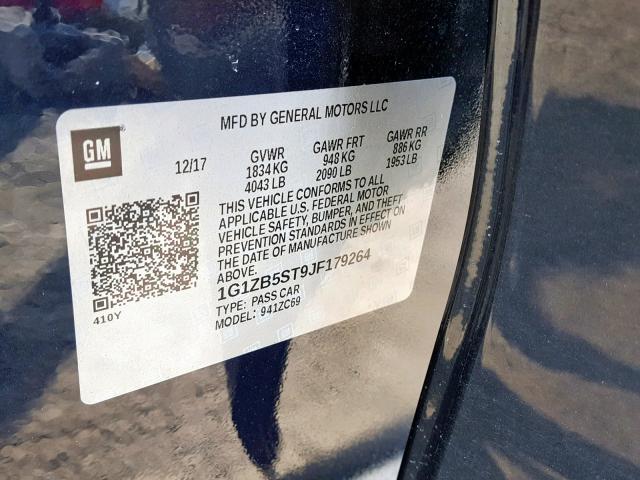 MFD BY GENERAL MOTORS LLC
GM
12/17
GVWR GAWR FRT GAWR RR
1834 KG 948 KG 886 KG
4043 LB 2090 LB 1953 LB
THIS VEHICLE CONFORMS TO ALL
APPLICABLE U.S. FEDERAL MOTOR
VEHICLE SAFETY, BUMPER, AND THEFT
PREVENTION STANDARDS IN EFFECT ON
THE DATE OF MANUFACTURE SHOWN
ABOVE.
1G1ZB5ST9JF179264
TYPE: PASS CAR
MODEL: 941ZC69
410Y